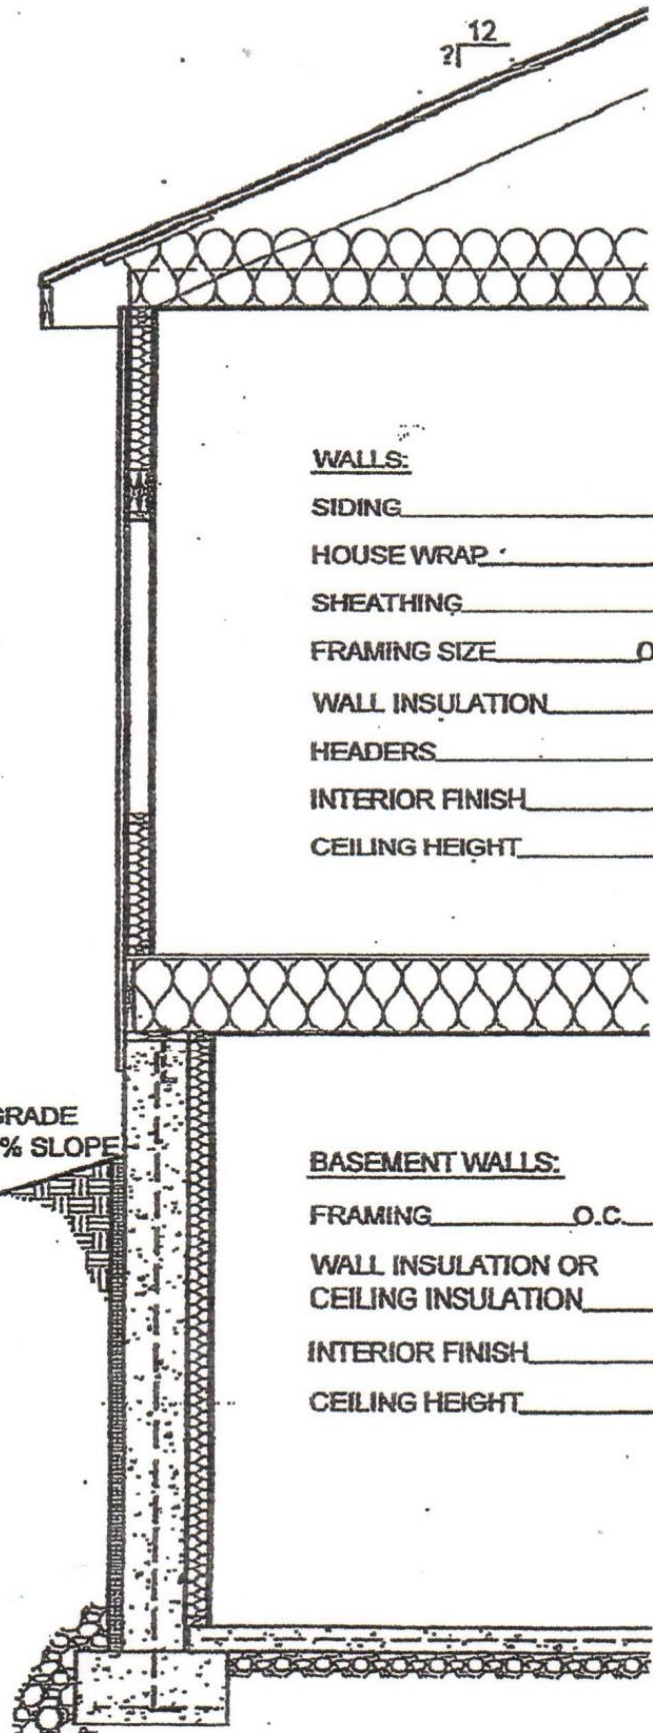 12
?
WALLS:
SIDING
HOUSE WRAP
SHEATHING
FRAMING SIZE O
WALL INSULATION
HEADERS
INTERIOR FINISH
CEILING HEIGHT
GRADE
% SLOPE
BASEMENT WALLS:
FRAMING O.C.
WALL INSULATION OR
CEILING INSULATION
INTERIOR FINISH
CEILING HEIGHT